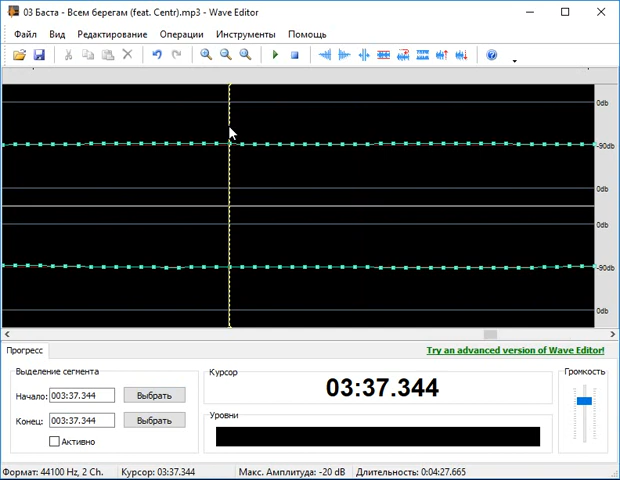 03 Баста - Всем берегам (feat. Centr).mp3 - Wave Editor
Файл Вид Редактирование Операции Инструменты Помощь
0db
-90db
0db
0db
-90db
0db
Прогресс
Try an advanced version of Wave Editor!
Выделение сегмента
Начало: 003:37.344 Выбрать
Конец: 003:37.344 Выбрать
Активно
Курсор
03:37.344
Уровни
Громкость
Формат: 44100 Hz, 2 Ch. Курсор: 03:37.344 Макс. Амплитуда: -20 dB Длительность: 0:04:27.665